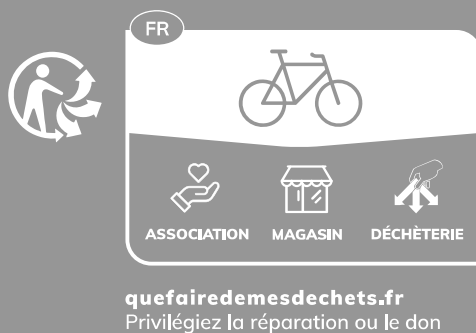 FR
ASSOCIATION MAGASIN DÉCHÈTERIE
quefairedemesdechets.fr
Privilégiez la réparation ou le don